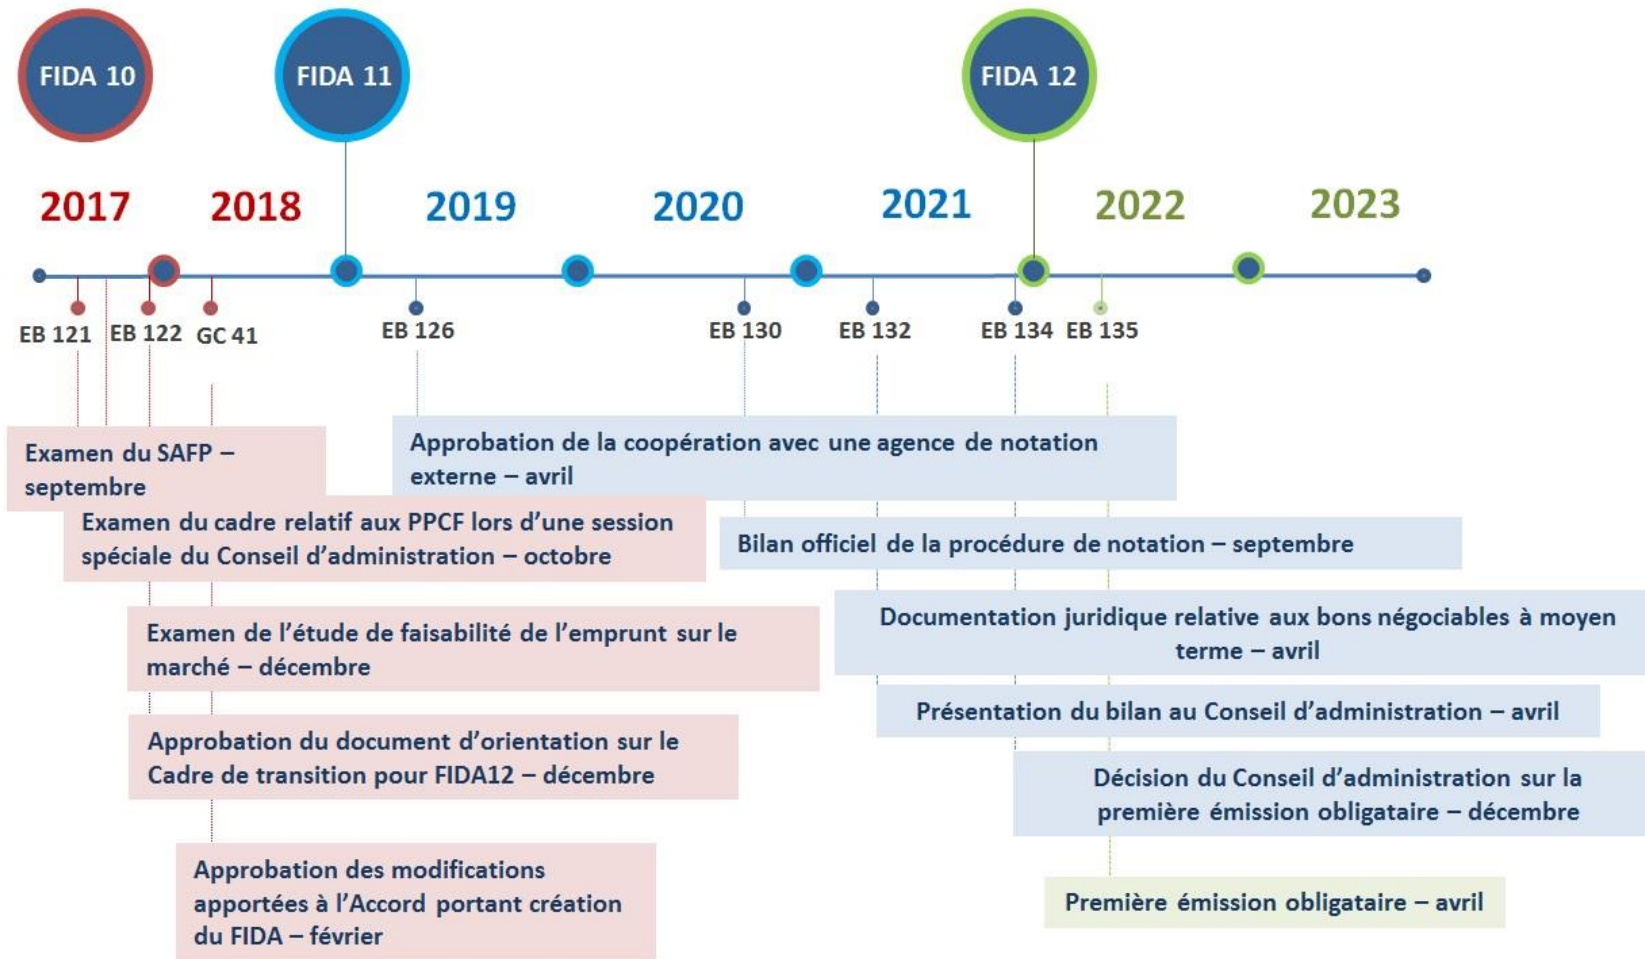 FIDA 10
FIDA 11
FIDA 12
2017
2018
2019
2020
2021
2022
2023
EB 121
EB 122
GC 41
EB 126
EB 130
EB 132
EB 134
EB 135
Examen du SAFP –
septembre
Approbation de la coopération avec une agence de notation
externe – avril
Examen du cadre relatif aux PPCF lors d’une session
spéciale du Conseil d’administration – octobre
Bilan officiel de la procédure de notation – septembre
Examen de l’étude de faisabilité de l’emprunt sur le
marché – décembre
Documentation juridique relative aux bons négociables à moyen
terme – avril
Présentation du bilan au Conseil d’administration – avril
Approbation du document d’orientation sur le
Cadre de transition pour FIDA12 – décembre
Décision du Conseil d’administration sur la
première émission obligataire – décembre
Approbation des modifications
apportées à l’Accord portant création
du FIDA – février
Première émission obligataire – avril